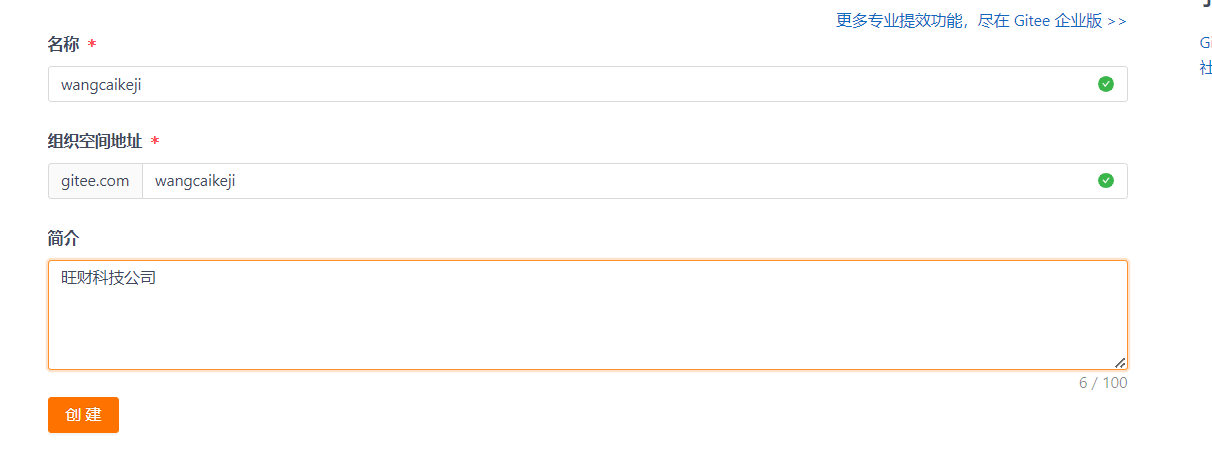 更多专业提效功能，尽在 Gitee 企业版 >>
名称 *
wangcaikeji
组织空间地址 *
gitee.com wangcaikeji
简介
旺财科技公司
6 / 100
创 建
Gi
社